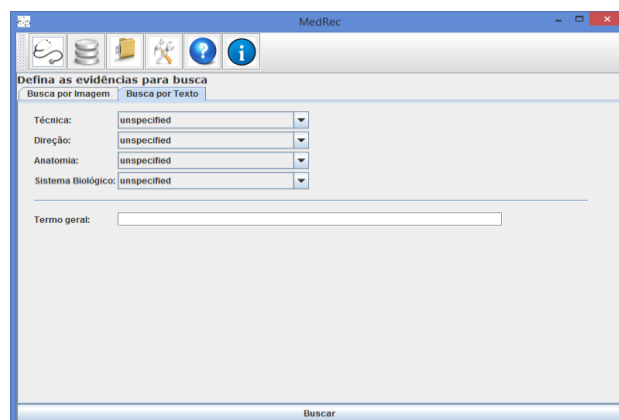 MedRec
Defina as evidências para busca
Busca por Imagem Busca por Texto
Técnica: unspecified
Direção: unspecified
Anatomia: unspecified
Sistema Biológico: unspecified
Termo geral:
Buscar